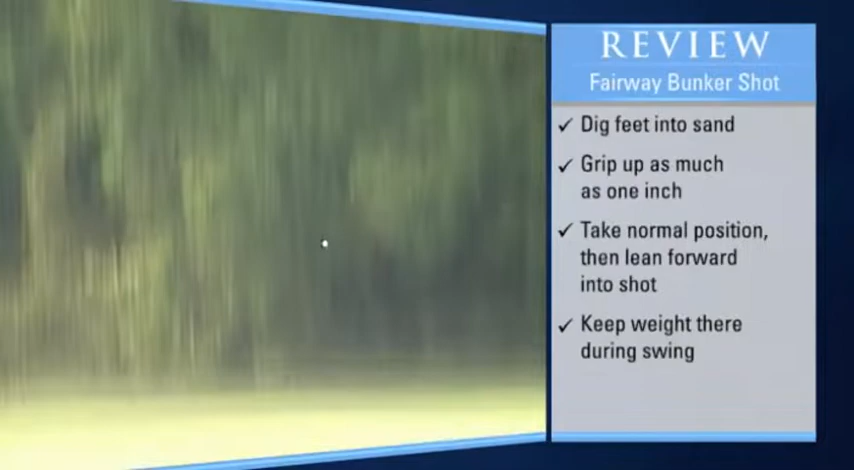 REVIEW
Fairway Bunker Shot
✓ Dig feet into sand
✓ Grip up as much
as one inch
✓ Take normal position,
then lean forward
into shot
✓ Keep weight there
during swing